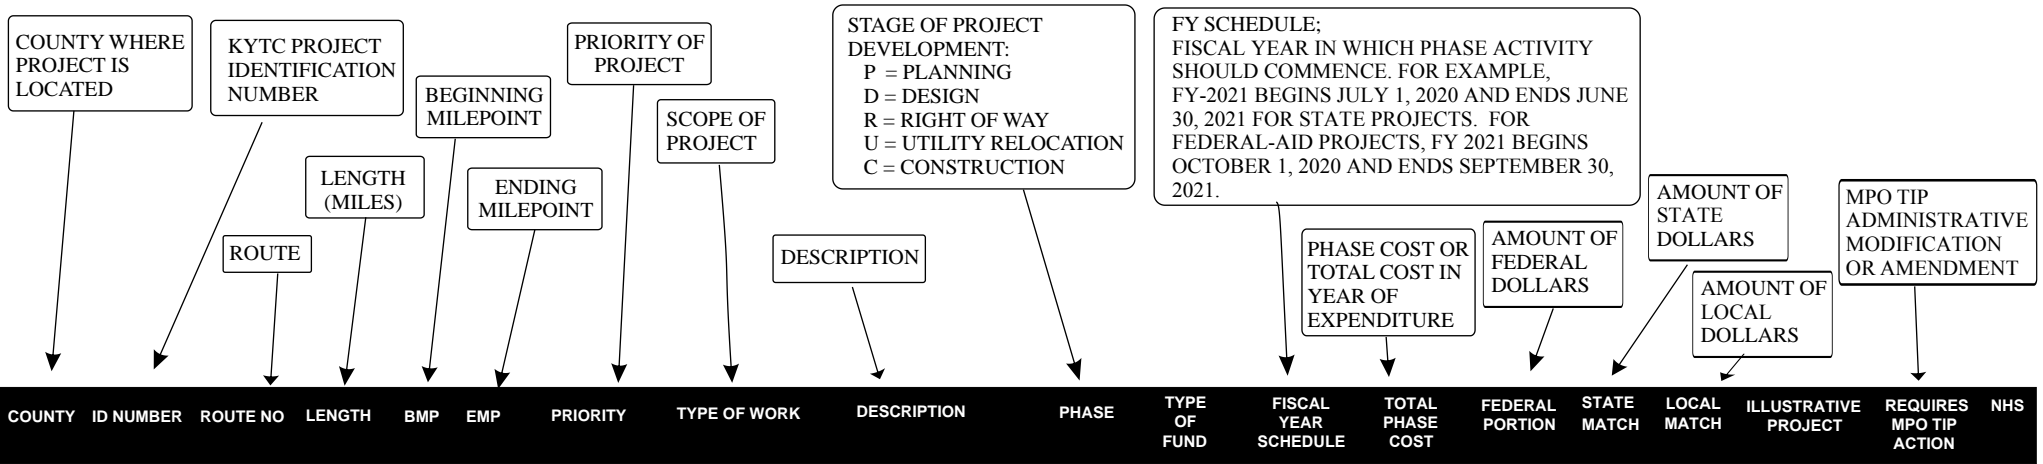 COUNTY WHERE
PROJECT IS
LOCATED
KYTC PROJECT
IDENTIFICATION
NUMBER
ROUTE
LENGTH
(MILES)
BEGINNING
MILEPOINT
ENDING
MILEPOINT
PRIORITY OF
PROJECT
SCOPE OF
PROJECT
DESCRIPTION
STAGE OF PROJECT
DEVELOPMENT:
P = PLANNING
D = DESIGN
R = RIGHT OF WAY
U = UTILITY RELOCATION
C = CONSTRUCTION
FY SCHEDULE;
FISCAL YEAR IN WHICH PHASE ACTIVITY
SHOULD COMMENCE. FOR EXAMPLE,
FY-2021 BEGINS JULY 1, 2020 AND ENDS JUNE
30, 2021 FOR STATE PROJECTS. FOR
FEDERAL-AID PROJECTS, FY 2021 BEGINS
OCTOBER 1, 2020 AND ENDS SEPTEMBER 30,
2021.
PHASE COST OR
TOTAL COST IN
YEAR OF
EXPENDITURE
AMOUNT OF
FEDERAL
DOLLARS
AMOUNT OF
STATE
DOLLARS
AMOUNT OF
LOCAL
DOLLARS
MPO TIP
ADMINISTRATIVE
MODIFICATION
OR AMENDMENT
COUNTY
ID NUMBER
ROUTE NO
LENGTH
BMP
EMP
PRIORITY
TYPE OF WORK
DESCRIPTION
PHASE
TYPE
OF
FUND
FISCAL
YEAR
SCHEDULE
TOTAL
PHASE
COST
FEDERAL
PORTION
STATE
MATCH
LOCAL
MATCH
ILLUSTRATIVE
PROJECT
REQUIRES
MPO TIP
ACTION
NHS